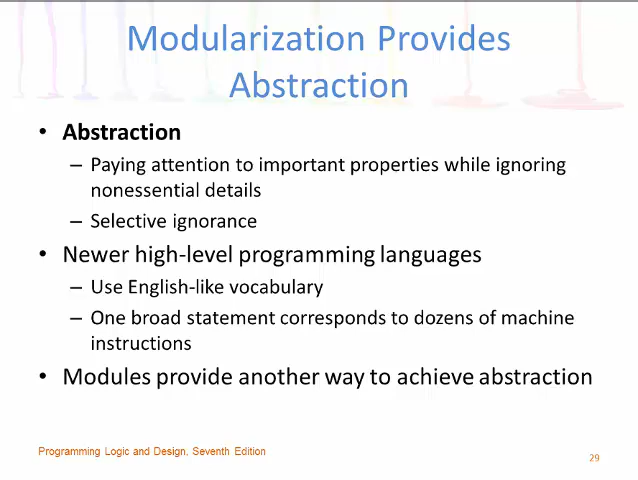 Modularization Provides
Abstraction
• Abstraction
– Paying attention to important properties while ignoring
nonessential details
– Selective ignorance
• Newer high-level programming languages
– Use English-like vocabulary
– One broad statement corresponds to dozens of machine
instructions
• Modules provide another way to achieve abstraction
Programming Logic and Design, Seventh Edition
29